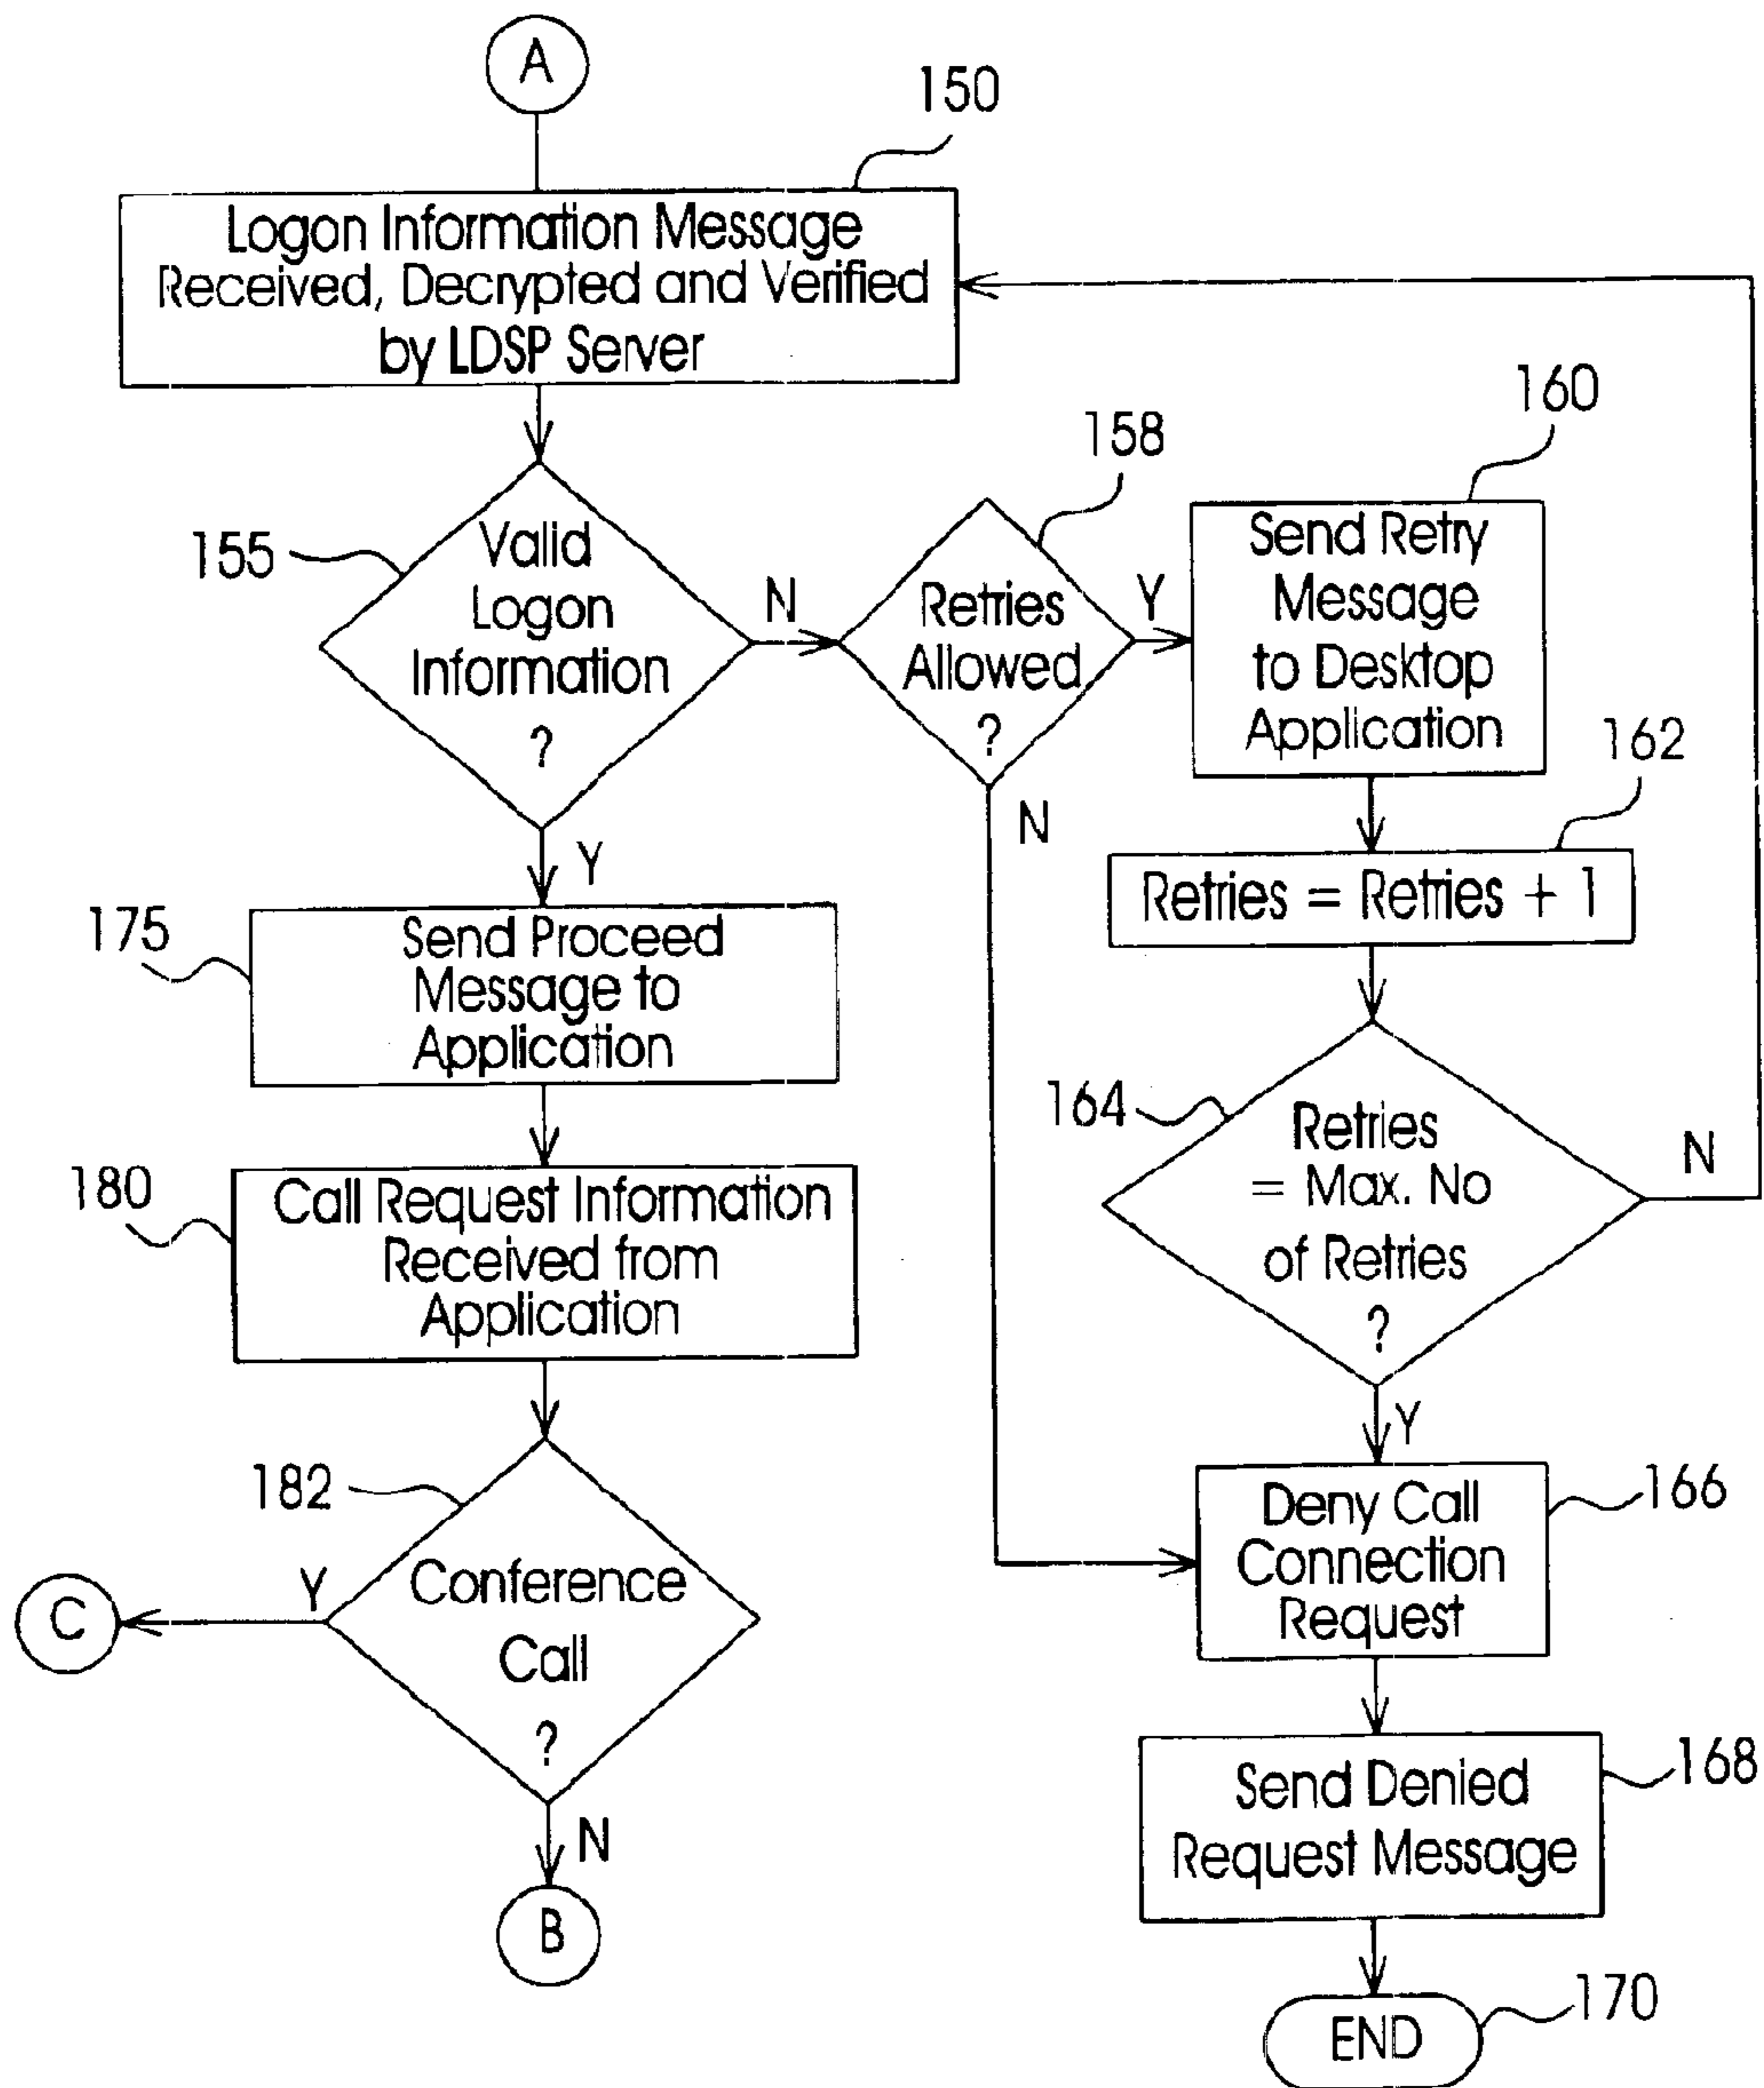 A
150
Logon Information Message
Received, Decrypted and Verified
by LDSP Server
155
Valid
Logon
Information
?
N
158
Retries
Allowed
?
Y
N
160
Send Retry
Message
to Desktop
Application
162
Retries = Retries + 1
164
Retries
= Max. No
of Retries
?
N
Y
166
Deny Call
Connection
Request
168
Send Denied
Request Message
170
END
Y
175
Send Proceed
Message to
Application
180
Call Request Information
Received from
Application
182
Conference
Call
?
Y
C
N
B